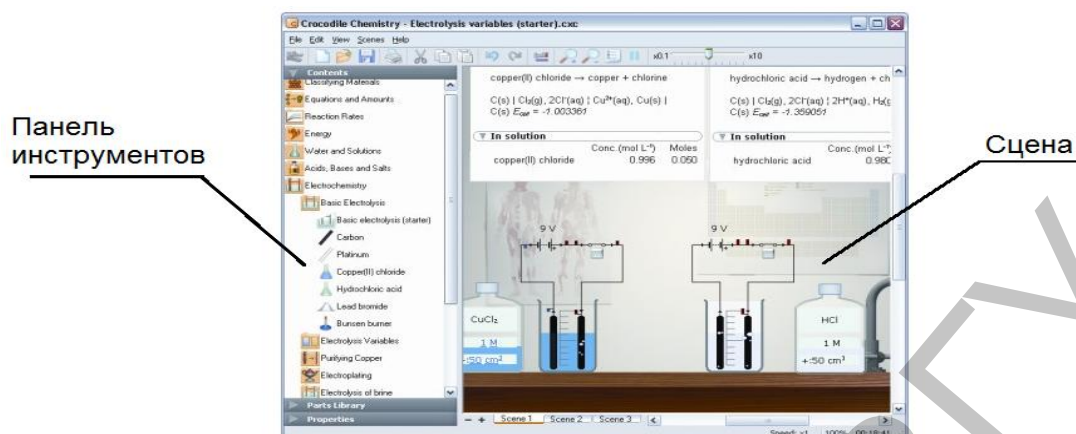 Crocodile Chemistry - Electrolysis variables (starter).cxc
File Edit View Scenes Help
x0.1 x10
Contents
Classifying Materials
Equations and Amounts
Reaction Rates
Energy
Water and Solutions
Acids, Bases and Salts
Electrochemistry
Basic Electrolysis
Basic electrolysis (starter)
Carbon
Platinum
Copper(II) chloride
Hydrochloric acid
Lead bromide
Bunsen burner
Electrolysis Variables
Purifying Copper
Electroplating
Electrolysis of brine
Parts Library
Properties
Панель
инструментов
copper(II) chloride → copper + chlorine
C(s) | Cl₂(g), 2Cl⁻(aq) ¦ Cu²⁺(aq), Cu(s) |
C(s) Ecell = -1.003361
In solution
Conc.(mol L⁻¹) Moles
copper(II) chloride 0.996 0.050
hydrochloric acid → hydrogen + ch
C(s) | Cl₂(g), 2Cl⁻(aq) ¦ 2H⁺(aq), H₂(g
C(s) Ecell = -1.359051
In solution
Conc.(mol L⁻¹
hydrochloric acid 0.980
Сцена
9 V
9 V
CuCl₂
1 M
+:50 cm³
HCl
1 M
+:50 cm³
Scene 1 Scene 2 Scene 3
Speed: x1 100% 00:18:41